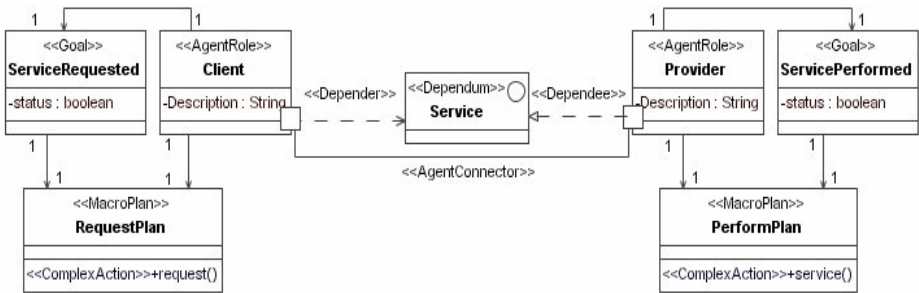 1
1
<<Goal>>
ServiceRequested
-status : boolean
<<AgentRole>>
Client
-Description : String
<<Depender>>
<<Dependum>>
Service
<<Dependee>>
1
1
<<AgentRole>>
Provider
-Description : String
<<Goal>>
ServicePerformed
-status : boolean
<<AgentConnector>>
1
1
1
1
1
1
1
1
<<MacroPlan>>
RequestPlan
<<ComplexAction>>+request()
<<MacroPlan>>
PerformPlan
<<ComplexAction>>+service()